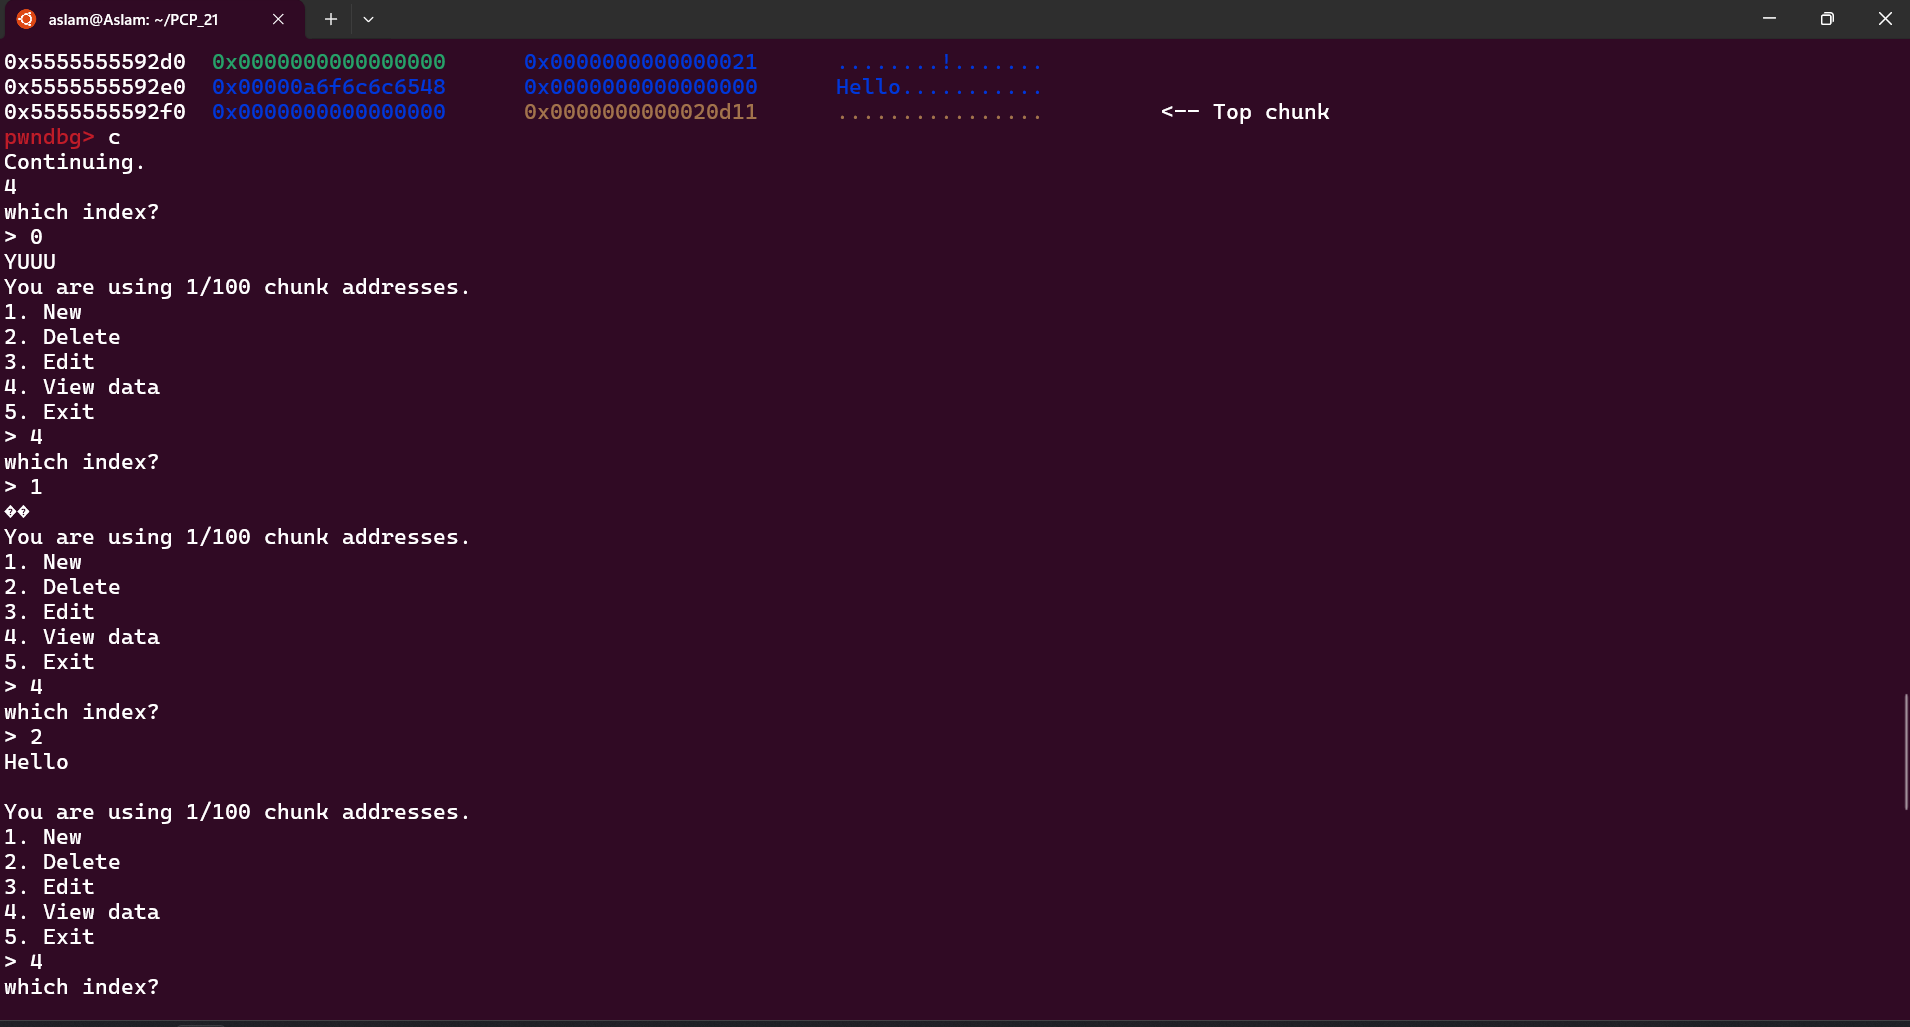 aslam@Aslam: ~/PCP_21
0x5555555592d0 0x0000000000000000 0x0000000000000021 ........!.......
0x5555555592e0 0x00000a6f6c6c6548 0x0000000000000000 Hello...........
0x5555555592f0 0x0000000000000000 0x0000000000020d11 ................ <-- Top chunk
pwndbg> c
Continuing.
4
which index?
> 0
YUUU
You are using 1/100 chunk addresses.
1. New
2. Delete
3. Edit
4. View data
5. Exit
> 4
which index?
> 1
��
You are using 1/100 chunk addresses.
1. New
2. Delete
3. Edit
4. View data
5. Exit
> 4
which index?
> 2
Hello
You are using 1/100 chunk addresses.
1. New
2. Delete
3. Edit
4. View data
5. Exit
> 4
which index?